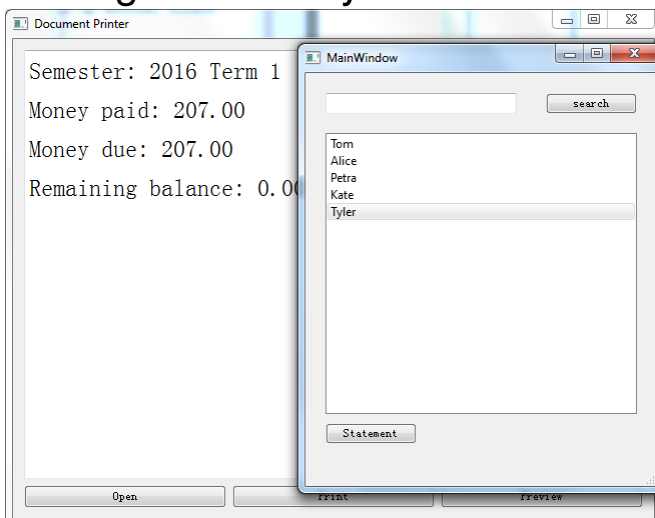 Document Printer
Semester: 2016 Term 1
Money paid: 207.00
Money due: 207.00
Remaining balance: 0.00
MainWindow
search
Tom
Alice
Petra
Kate
Tyler
Statement
Open
Print
Preview